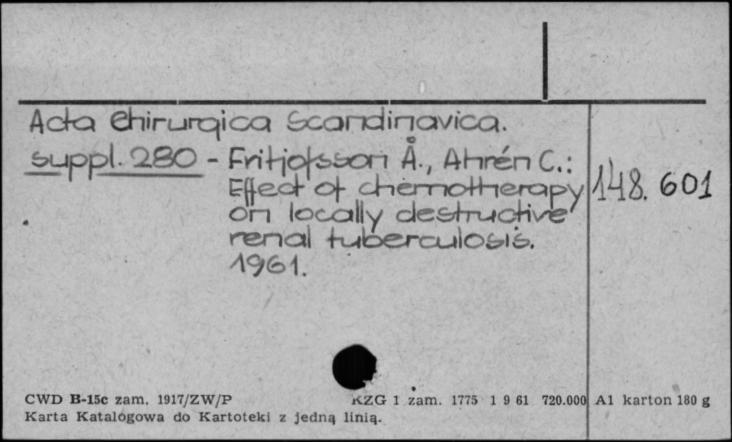 Acta Chirurgica Scandinavica.
suppl. 280 - Fritjofsson Å., Ahrén C.:
Effect of chemotherapy 148.601
on locally destructive
renal tuberculosis.
1961.
CWD B-15c zam. 1917/ZW/P KZG 1 zam. 1775 1 9 61 720.000 A1 karton 180 g
Karta Katalogowa do Kartoteki z jedną linią.